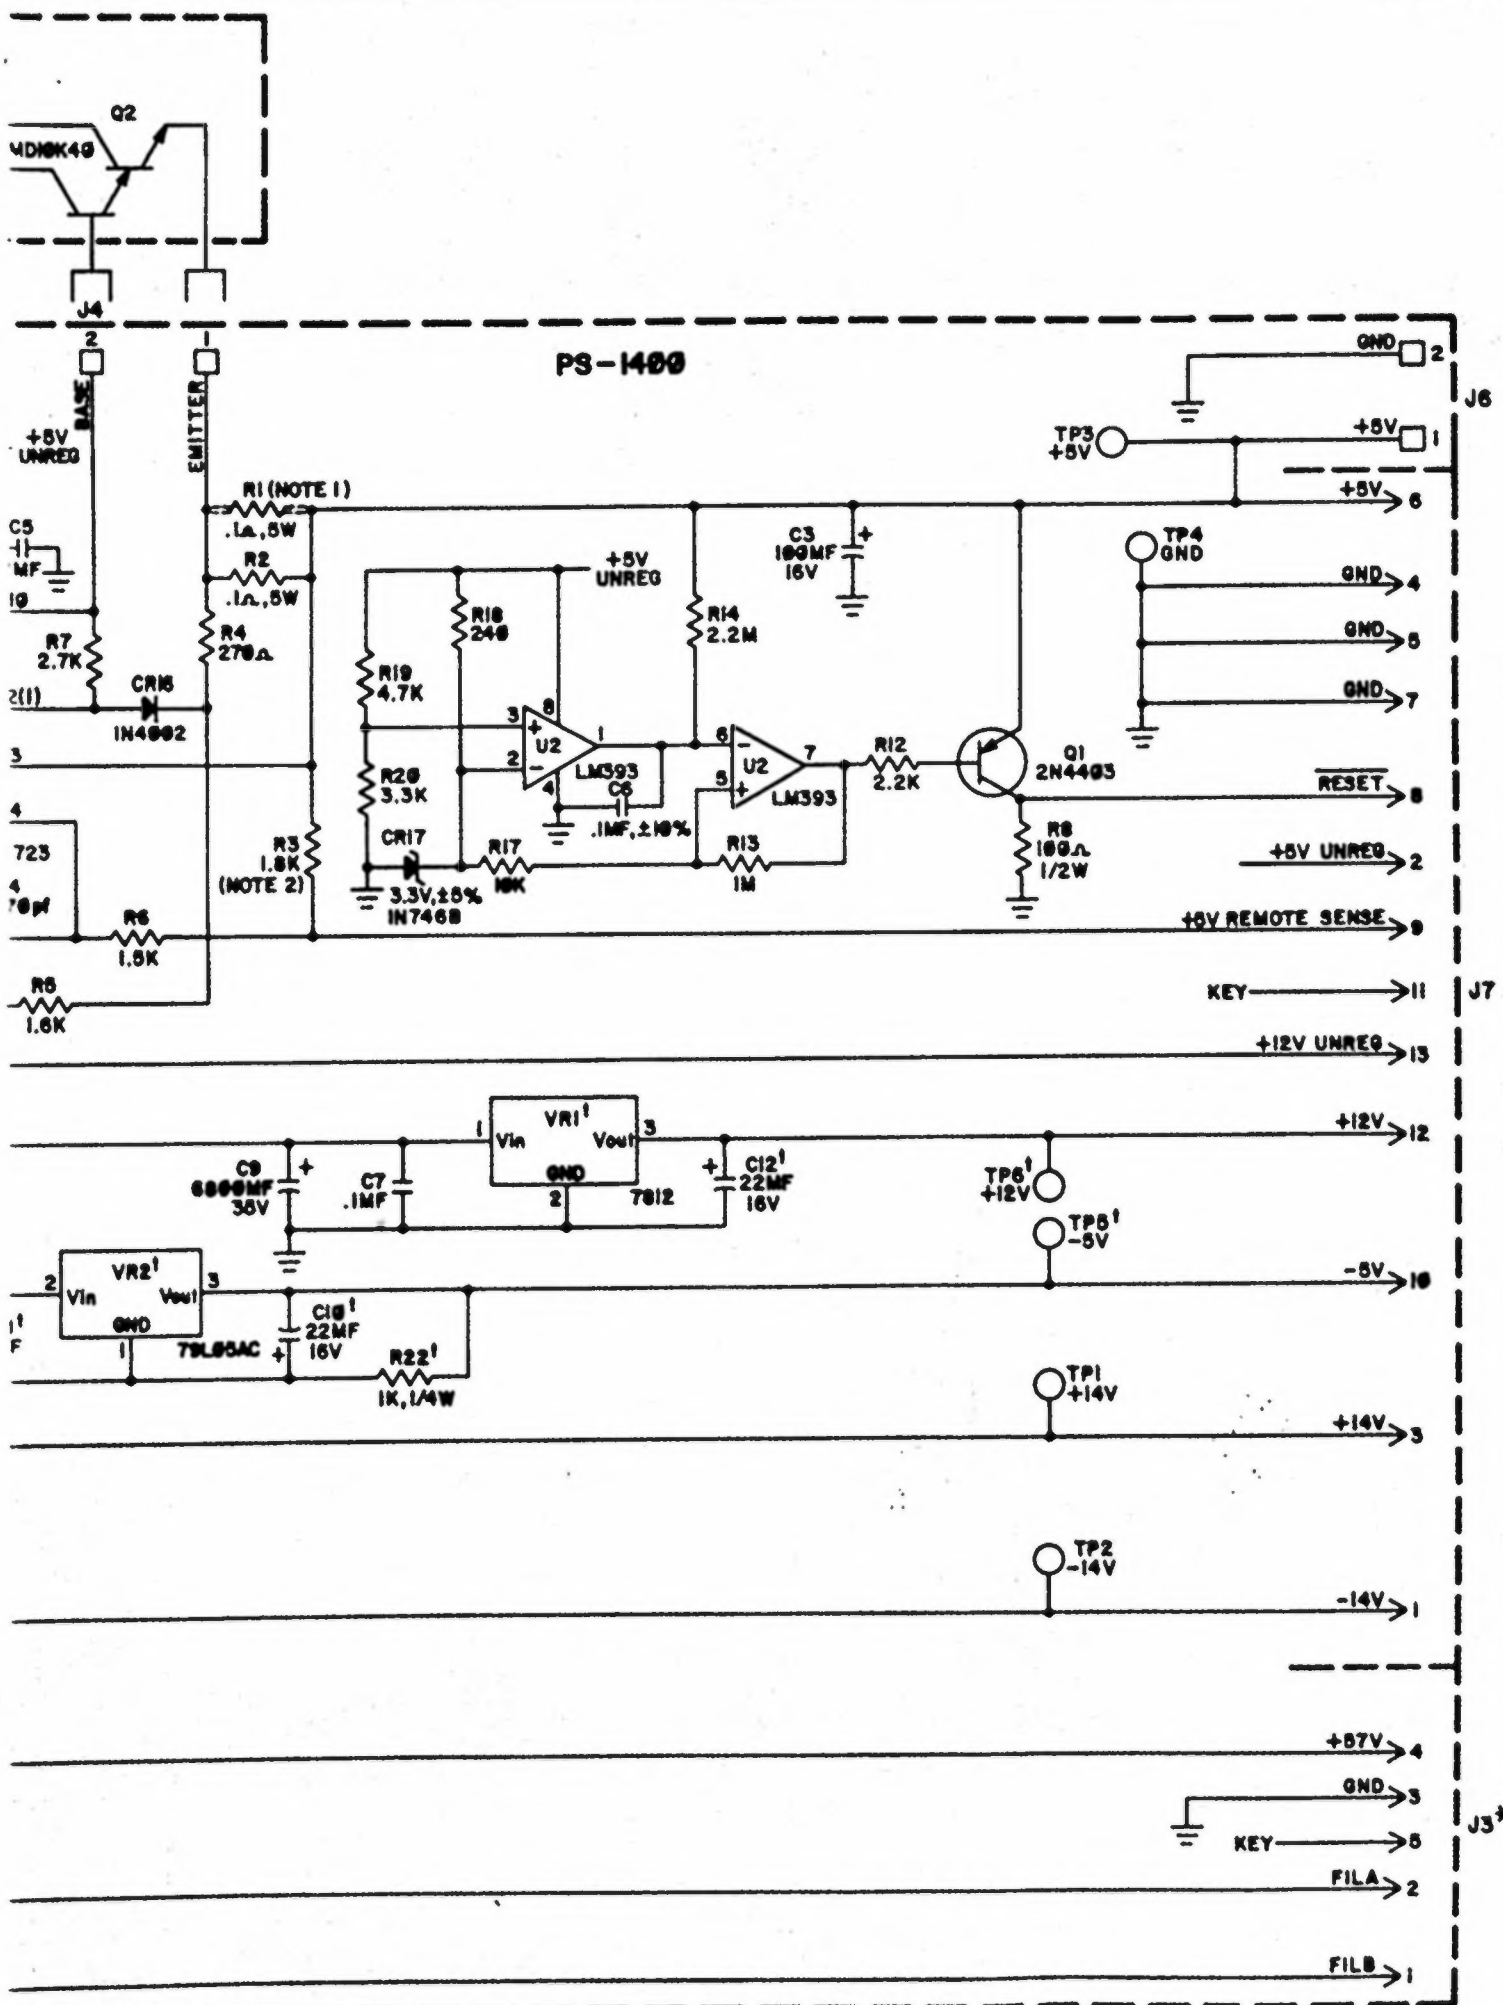 Q2
MD10K40
J4
2
1
PS-1400
GND
2
J6
BASE
EMITTER
+5V
UNREG
TP3
+5V
+5V
1
R1 (NOTE 1)
.1Ω,5W
+5V
6
C5
MF
R2
.1Ω,5W
C3
100MF
16V
+
TP4
GND
+5V
UNREG
GND
4
10
R7
2.7K
R4
270Ω
R18
240
R14
2.2M
GND
5
R19
4.7K
CR16
1N4002
2(1)
GND
7
3
+
8
U2
1
2
-
LM393
4
C6
.1MF,±10%
6
-
U2
7
5
+
LM393
R12
2.2K
Q1
2N4403
3
R20
3.3K
RESET
8
4
723
R3
1.8K
(NOTE 2)
CR17
3.3V,±5%
1N746B
R17
10K
R13
1M
R8
100Ω
1/2W
+5V UNREG
2
4
70pf
R6
1.5K
+5V REMOTE SENSE
9
R5
1.6K
KEY
11
J7
+12V UNREG
13
1
Vin
VR1†
Vout
3
GND
2
7812
+12V
12
C9
6800MF
35V
+
C7
.1MF
+
C12†
22MF
16V
TP6†
+12V
TP5†
-5V
2
Vin
VR2†
Vout
3
GND
1
79L05AC
-5V
10
1†
F
C10†
22MF
16V
+
R22†
1K,1/4W
TP1
+14V
+14V
3
TP2
-14V
-14V
1
+57V
4
GND
3
J3*
KEY
5
FILA
2
FILB
1